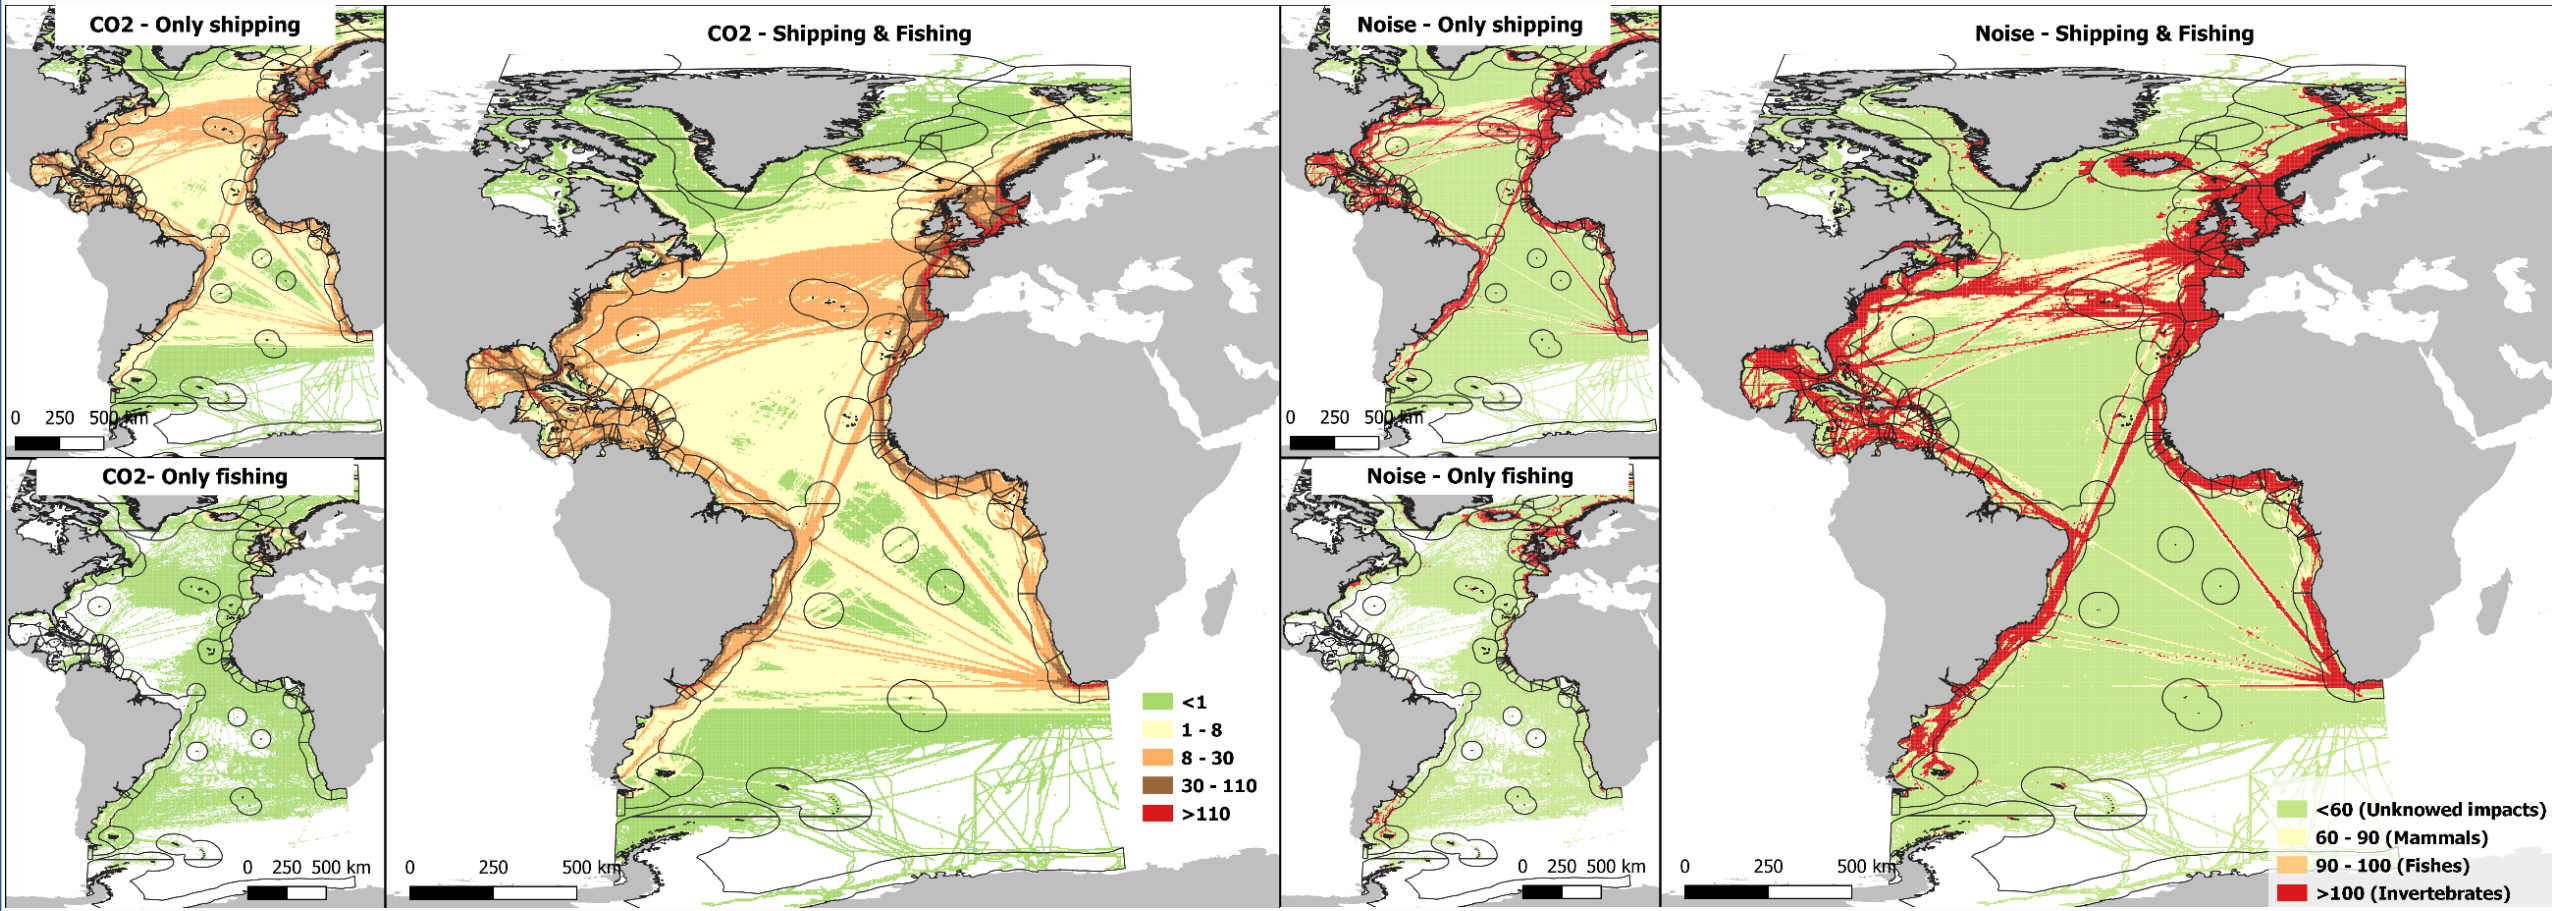 CO2 - Only shipping
0 250 500 km
CO2- Only fishing
0 250 500 km
CO2 - Shipping & Fishing
<1
1 - 8
8 - 30
30 - 110
>110
0 250 500 km
Noise - Only shipping
0 250 500 km
Noise - Only fishing
0 250 500 km
Noise - Shipping & Fishing
<60 (Unknowed impacts)
60 - 90 (Mammals)
90 - 100 (Fishes)
>100 (Invertebrates)
0 250 500 km